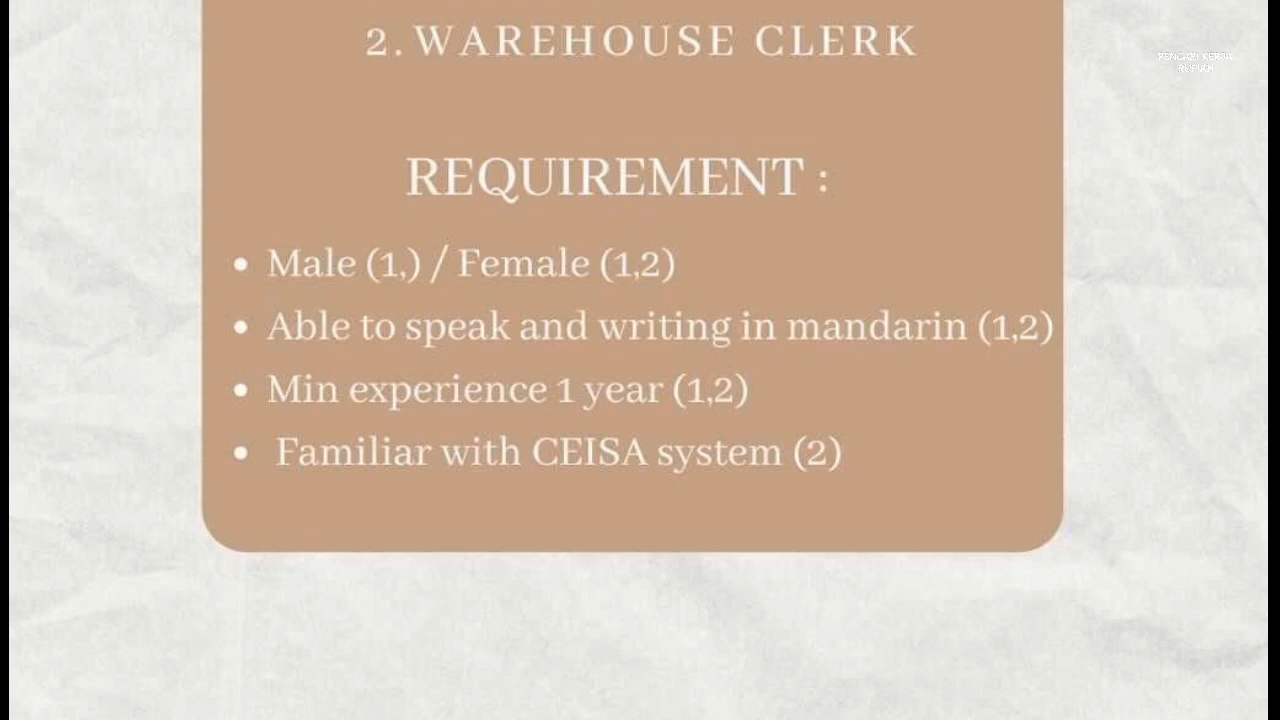 2. WAREHOUSE CLERK
REQUIREMENT :
• Male (1,) / Female (1,2)
• Able to speak and writing in mandarin (1,2)
• Min experience 1 year (1,2)
• Familiar with CEISA system (2)